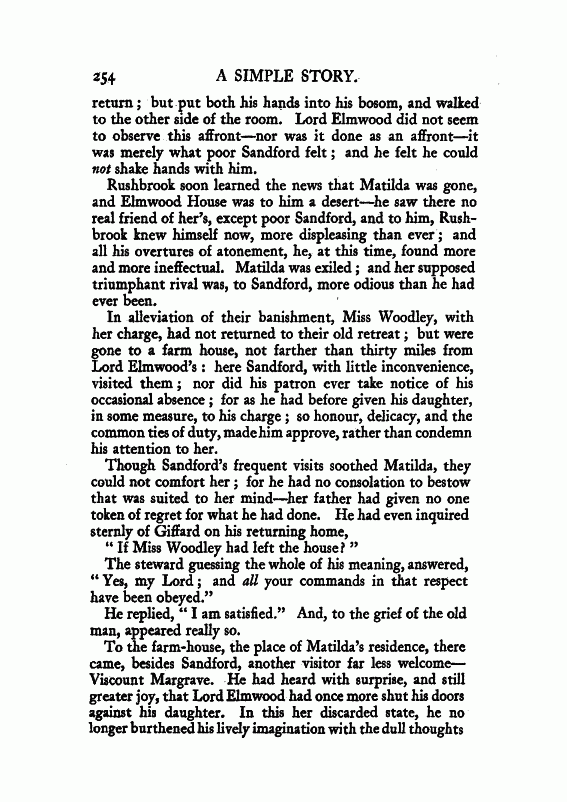 254 A SIMPLE STORY.
return; but put both his hands into his bosom, and walked
to the other side of the room. Lord Elmwood did not seem
to observe this affront—nor was it done as an affront—it
was merely what poor Sandford felt; and he felt he could
not shake hands with him.
Rushbrook soon learned the news that Matilda was gone,
and Elmwood House was to him a desert—he saw there no
real friend of her's, except poor Sandford, and to him, Rush-
brook knew himself now, more displeasing than ever; and
all his overtures of atonement, he, at this time, found more
and more ineffectual. Matilda was exiled; and her supposed
triumphant rival was, to Sandford, more odious than he had
ever been.
In alleviation of their banishment, Miss Woodley, with
her charge, had not returned to their old retreat; but were
gone to a farm house, not farther than thirty miles from
Lord Elmwood's: here Sandford, with little inconvenience,
visited them; nor did his patron ever take notice of his
occasional absence; for as he had before given his daughter,
in some measure, to his charge; so honour, delicacy, and the
common ties of duty, made him approve, rather than condemn
his attention to her.
Though Sandford's frequent visits soothed Matilda, they
could not comfort her; for he had no consolation to bestow
that was suited to her mind—her father had given no one
token of regret for what he had done. He had even inquired
sternly of Giffard on his returning home,
"If Miss Woodley had left the house?"
The steward guessing the whole of his meaning, answered,
"Yes, my Lord; and all your commands in that respect
have been obeyed."
He replied, "I am satisfied." And, to the grief of the old
man, appeared really so.
To the farm-house, the place of Matilda's residence, there
came, besides Sandford, another visitor far less welcome—
Viscount Margrave. He had heard with surprise, and still
greater joy, that Lord Elmwood had once more shut his doors
against his daughter. In this her discarded state, he no
longer burthened his lively imagination with the dull thoughts